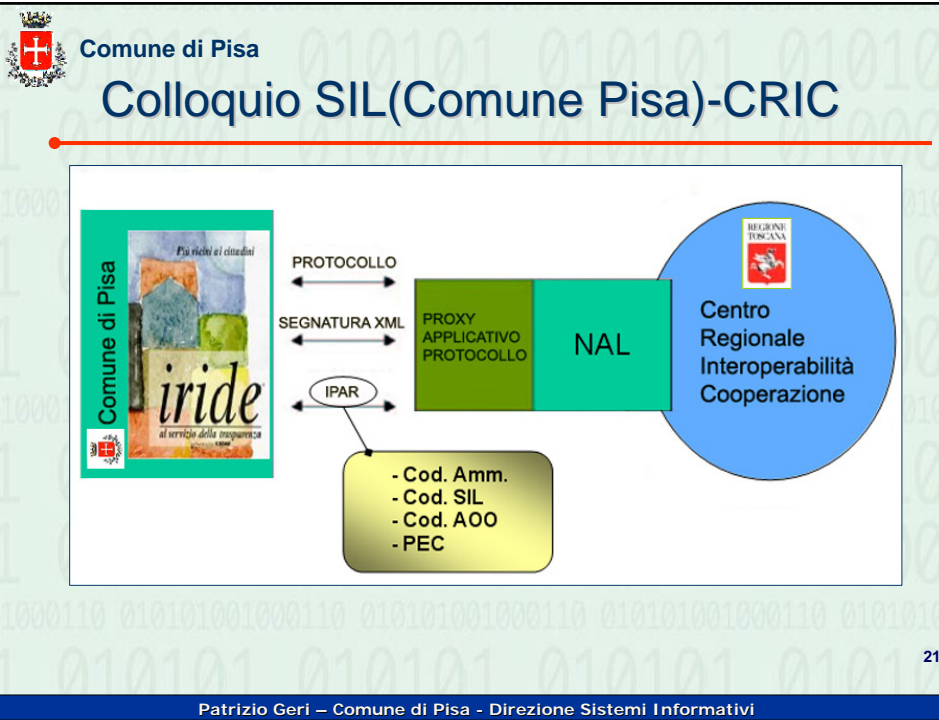 Comune di Pisa
Colloquio SIL(Comune Pisa)-CRIC
Comune di Pisa
Più vicini ai cittadini
iride
al servizio della trasparenza
PROTOCOLLO
SEGNATURA XML
IPAR
- Cod. Amm.
- Cod. SIL
- Cod. AOO
- PEC
PROXY
APPLICATIVO
PROTOCOLLO
NAL
REGIONE
TOSCANA
Centro
Regionale
Interoperabilità
Cooperazione
21
Patrizio Geri – Comune di Pisa - Direzione Sistemi Informativi